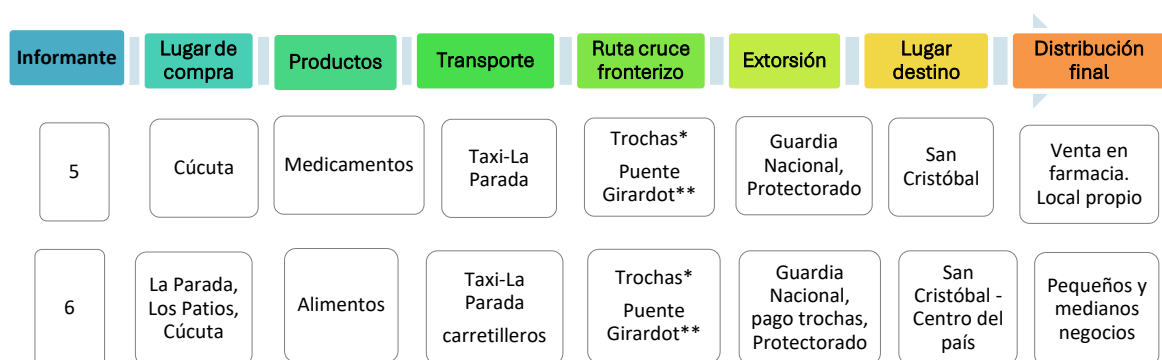 Informante
Lugar de
compra
Productos
Transporte
Ruta cruce
fronterizo
Extorsión
Lugar
destino
Distribución
final
5
Cúcuta
Medicamentos
Taxi-La
Parada
Trochas*
Puente
Girardot**
Guardia
Nacional,
Protectorado
San
Cristóbal
Venta en
farmacia.
Local propio
6
La Parada,
Los Patios,
Cúcuta
Alimentos
Taxi-La
Parada
carretilleros
Trochas*
Puente
Girardot**
Guardia
Nacional,
pago trochas,
Protectorado
San
Cristóbal -
Centro del
país
Pequeños y
medianos
negocios